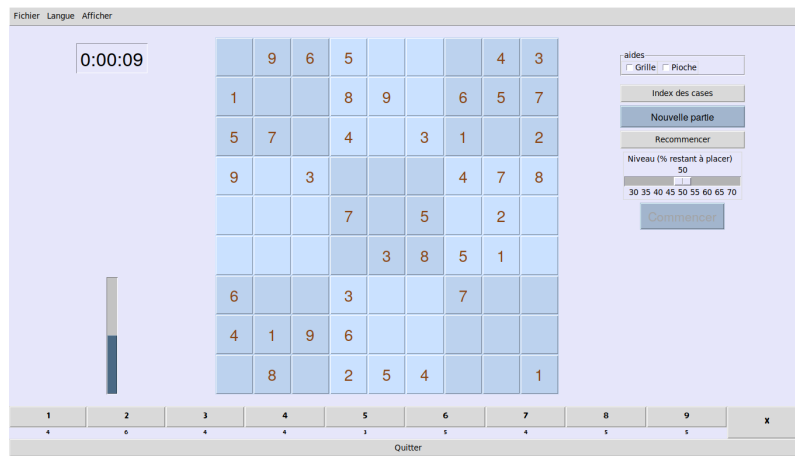 Fichier Langue Afficher
0:00:09
9 6 5 4 3
1 8 9 6 5 7
5 7 4 3 1 2
9 3 4 7 8
7 5 2
3 8 5 1
6 3 7
4 1 9 6
8 2 5 4 1
aides
Grille Pioche
Index des cases
Nouvelle partie
Recommencer
Niveau (% restant à placer)
50
30 35 40 45 50 55 60 65 70
Commencer
1 2 3 4 5 6 7 8 9 x
4 6 4 4 3 5 4 5 5
Quitter